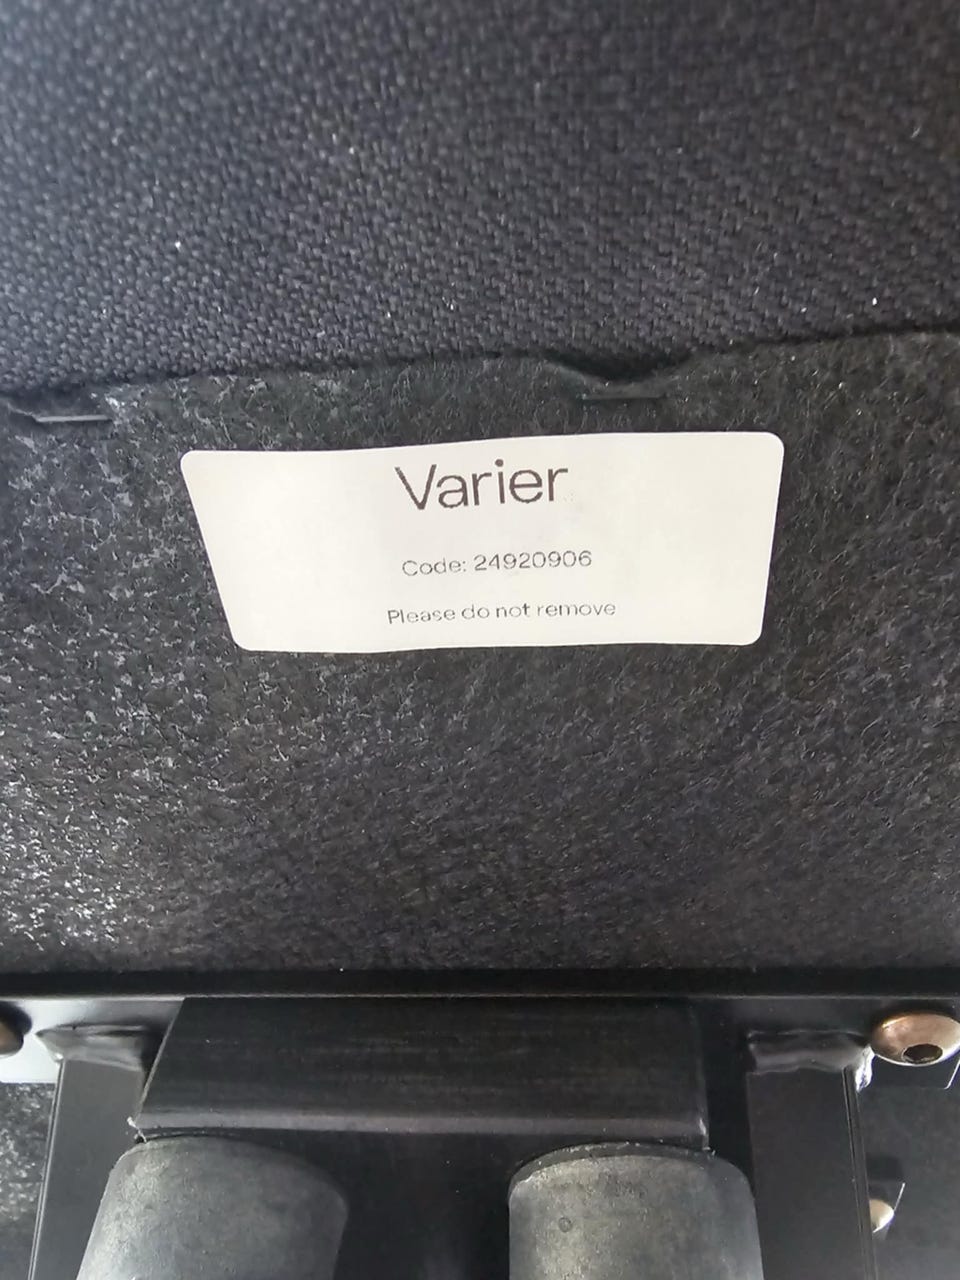 Varier
Code: 24920906
Please do not remove